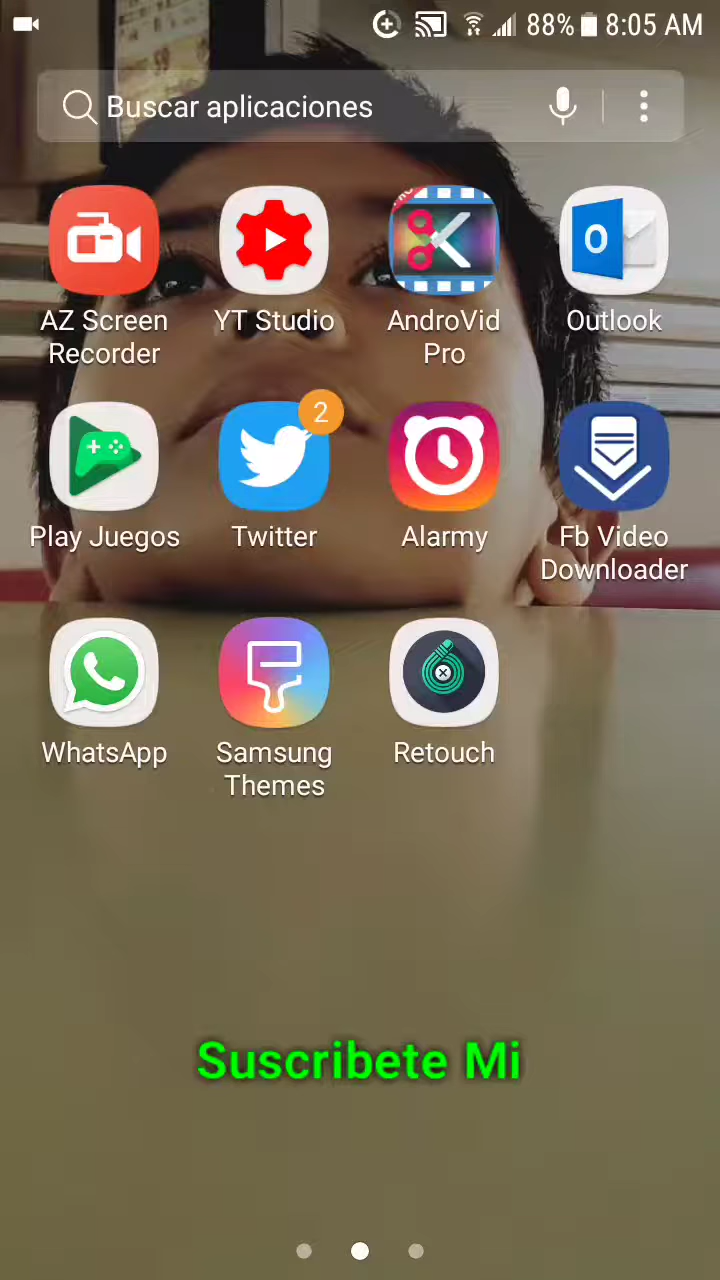 88% 8:05 AM
Buscar aplicaciones
AZ Screen Recorder
YT Studio
AndroVid Pro
Outlook
Play Juegos
2
Twitter
Alarmy
Fb Video Downloader
WhatsApp
Samsung Themes
Retouch
Suscribete Mi